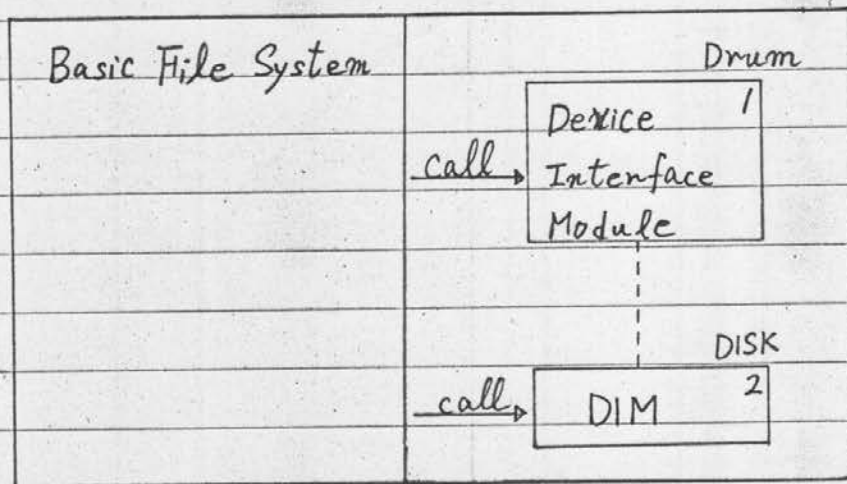 Basic File System
Drum
1
Device
call
Interface
Module
DISK
2
call
DIM